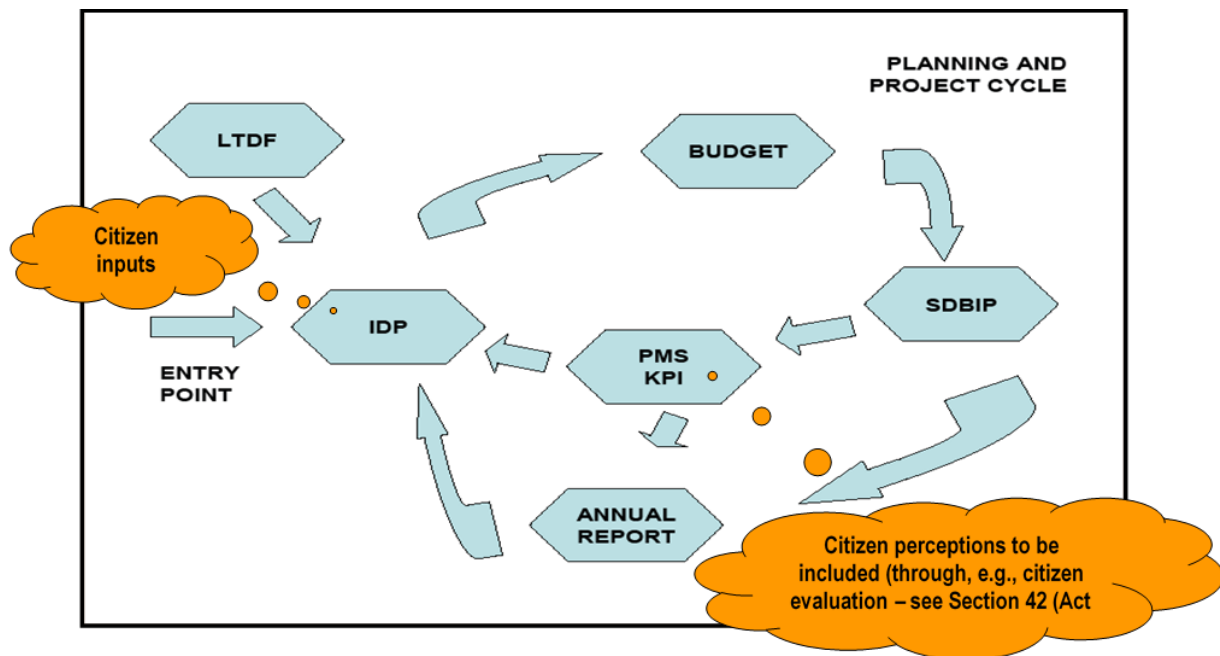 PLANNING AND
PROJECT CYCLE
LTDF
BUDGET
Citizen
inputs
SDBIP
IDP
PMS
KPI
ENTRY
POINT
ANNUAL
REPORT
Citizen perceptions to be
included (through, e.g., citizen
evaluation – see Section 42 (Act